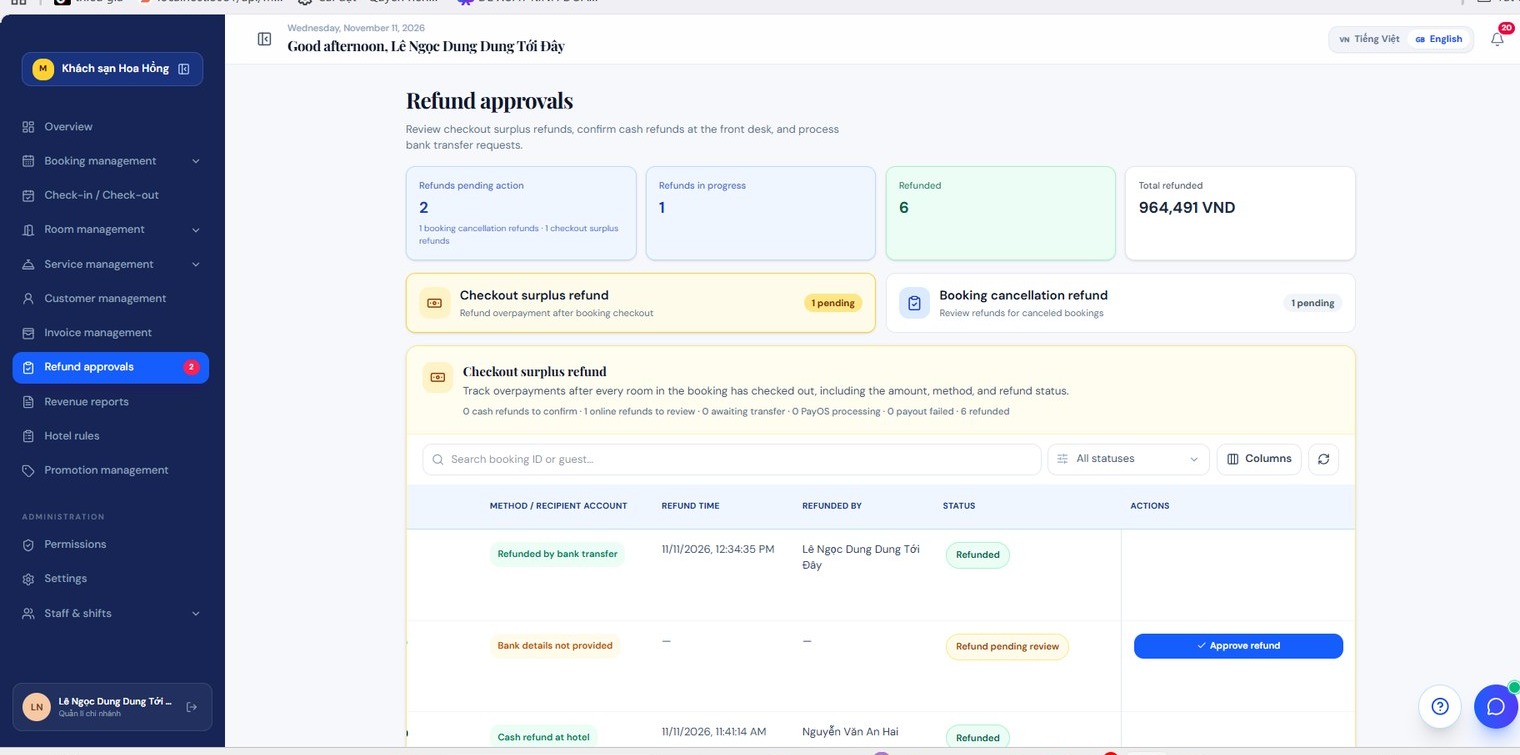 Wednesday, November 11, 2026
Good afternoon, Lê Ngọc Dung Dung Tới Đây
VN Tiếng Việt
GB English
20
M
Khách sạn Hoa Hồng
Overview
Booking management
Check-in / Check-out
Room management
Service management
Customer management
Invoice management
Refund approvals
2
Revenue reports
Hotel rules
Promotion management
ADMINISTRATION
Permissions
Settings
Staff & shifts
LN
Lê Ngọc Dung Dung Tới ...
Quản lí chi nhánh
Refund approvals
Review checkout surplus refunds, confirm cash refunds at the front desk, and process
bank transfer requests.
Refunds pending action
2
1 booking cancellation refunds · 1 checkout surplus
refunds
Refunds in progress
1
Refunded
6
Total refunded
964,491 VND
Checkout surplus refund
Refund overpayment after booking checkout
1 pending
Booking cancellation refund
Review refunds for canceled bookings
1 pending
Checkout surplus refund
Track overpayments after every room in the booking has checked out, including the amount, method, and refund status.
0 cash refunds to confirm · 1 online refunds to review · 0 awaiting transfer · 0 PayOS processing · 0 payout failed · 6 refunded
Search booking ID or guest...
All statuses
Columns
METHOD / RECIPIENT ACCOUNT REFUND TIME REFUNDED BY STATUS ACTIONS
Refunded by bank transfer 11/11/2026, 12:34:35 PM Lê Ngọc Dung Dung Tới Refunded
Đây
Bank details not provided — — Refund pending review Approve refund
Cash refund at hotel 11/11/2026, 11:41:14 AM Nguyễn Văn An Hai Refunded